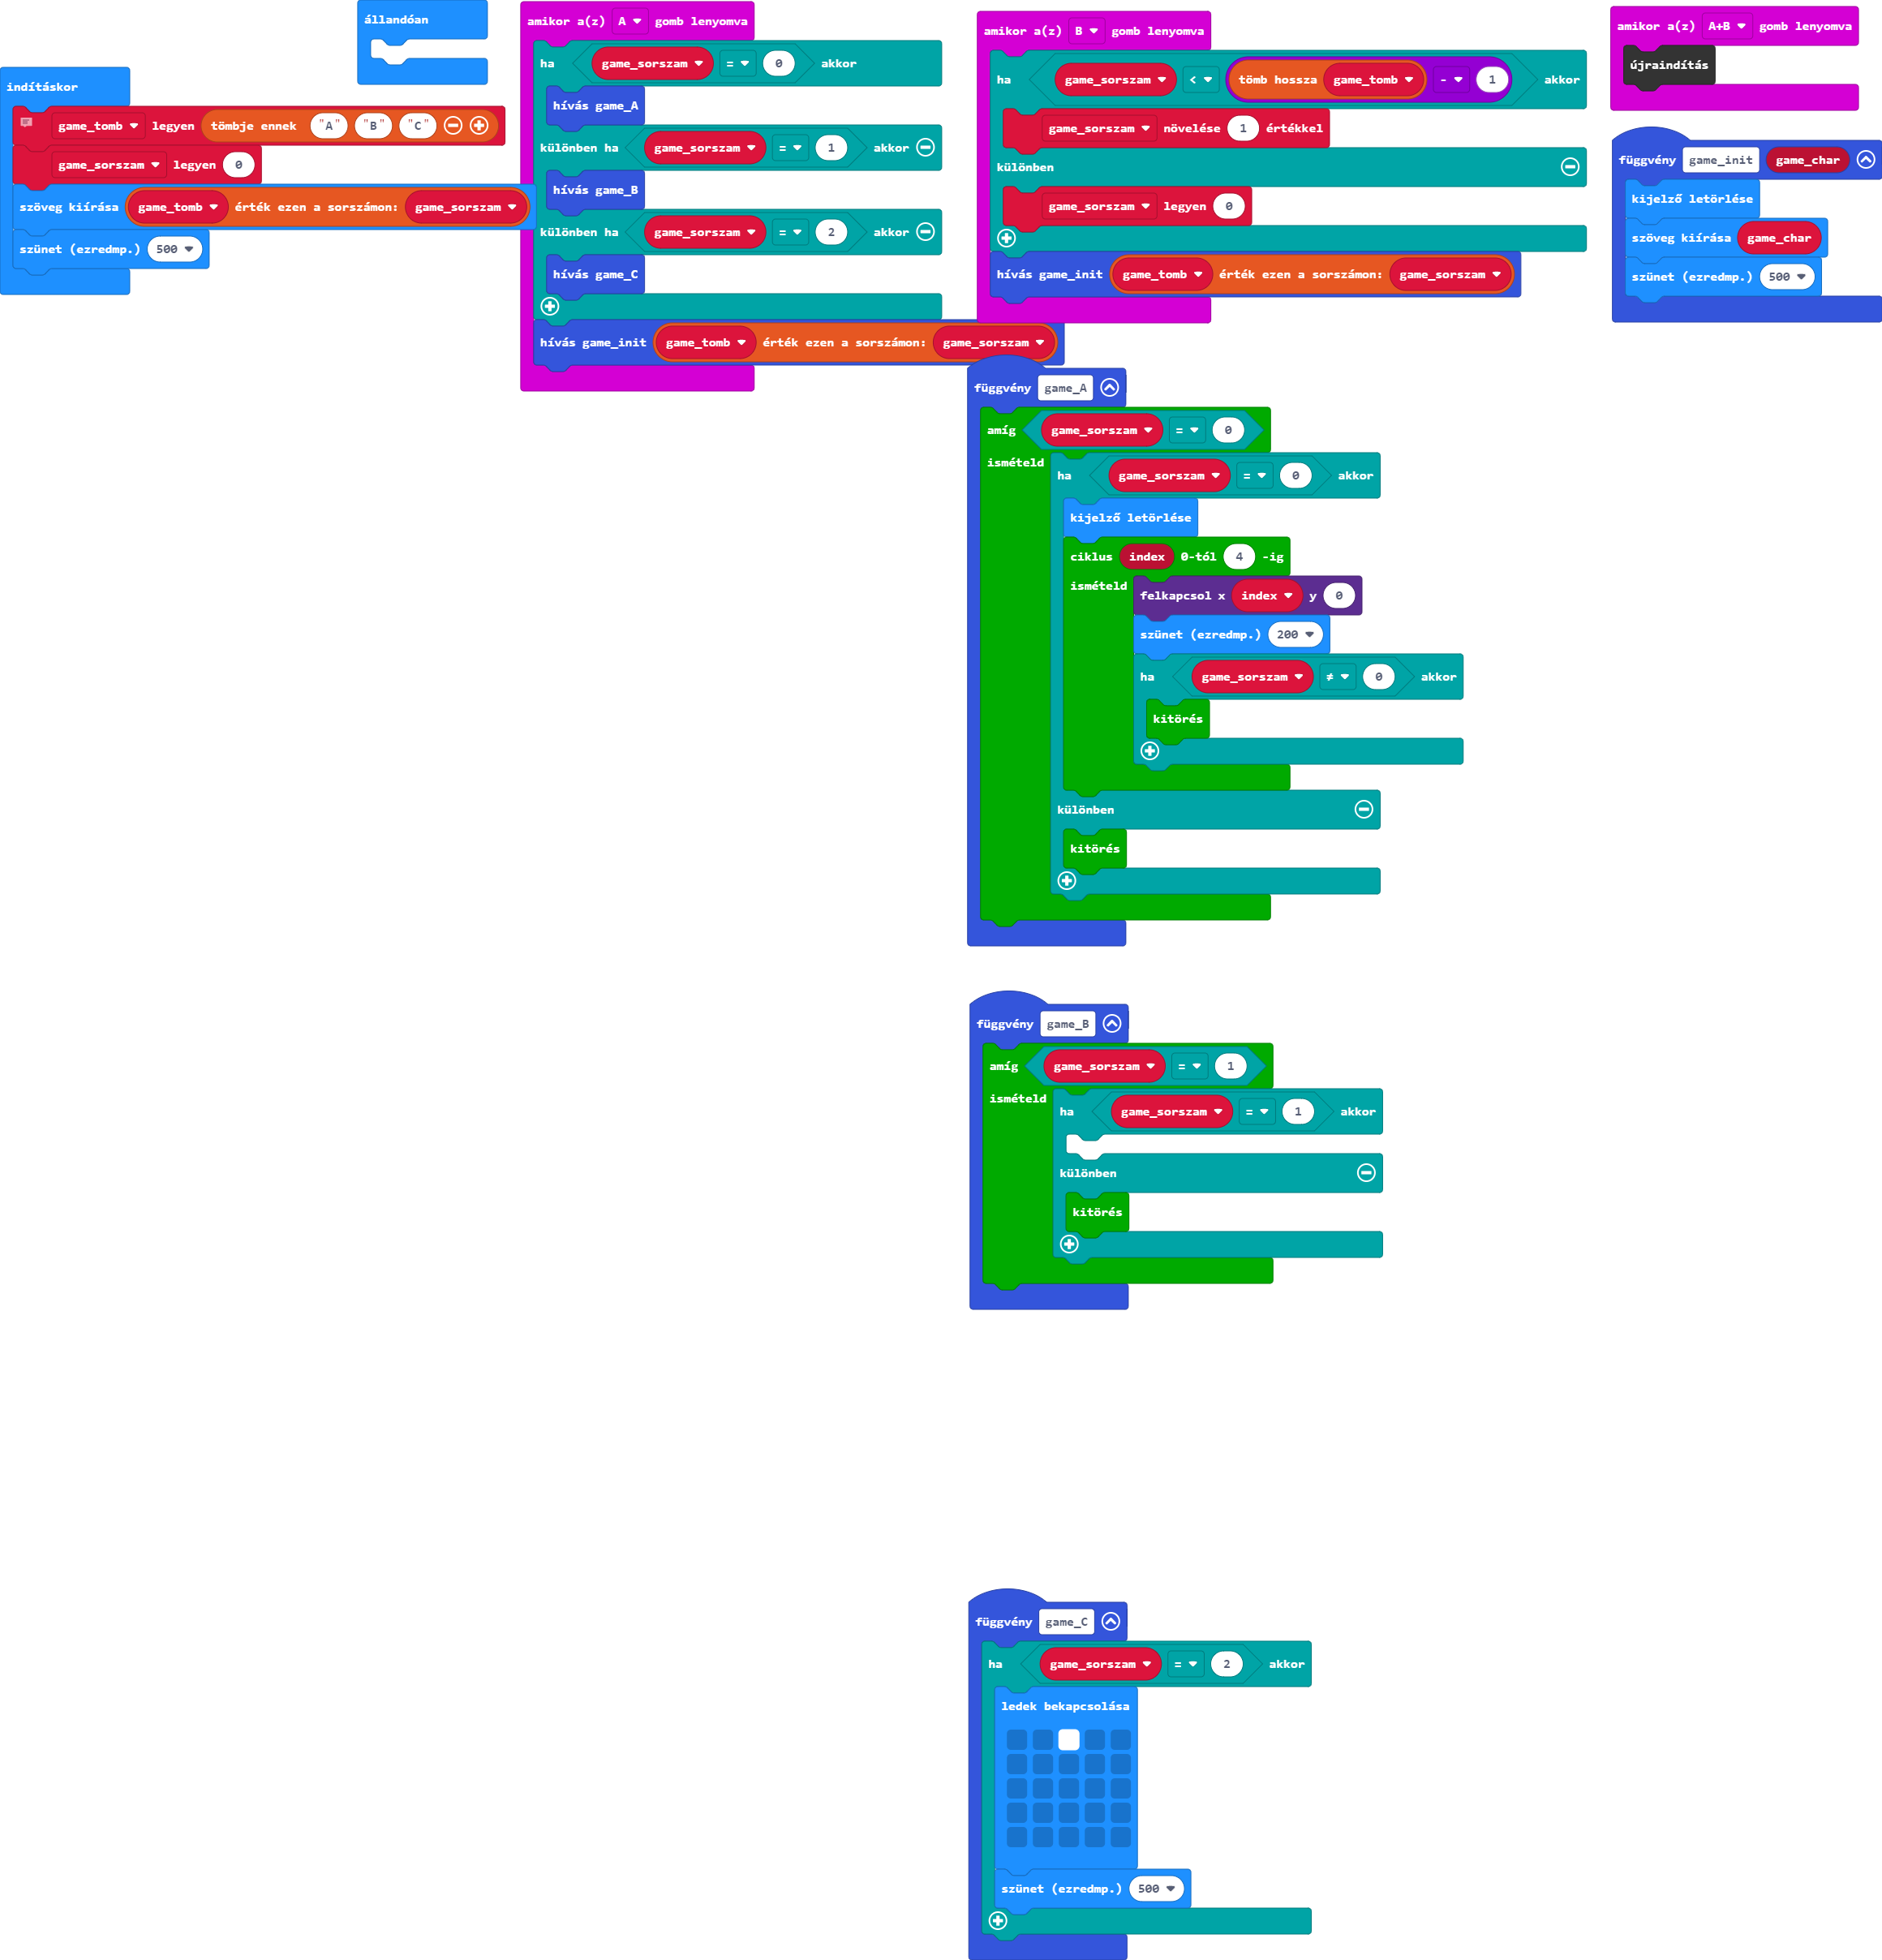 állandóan
indításkor
game_tomb legyen tömbje ennek "A" "B" "C"
game_sorszam legyen 0
szöveg kiírása game_tomb érték ezen a sorszámon: game_sorszam
szünet (ezredmp.) 500
amikor a(z) A gomb lenyomva
ha game_sorszam = 0 akkor
hívás game_A
különben ha game_sorszam = 1 akkor
hívás game_B
különben ha game_sorszam = 2 akkor
hívás game_C
hívás game_init game_tomb érték ezen a sorszámon: game_sorszam
amikor a(z) B gomb lenyomva
ha game_sorszam < tömb hossza game_tomb - 1 akkor
game_sorszam növelése 1 értékkel
különben
game_sorszam legyen 0
hívás game_init game_tomb érték ezen a sorszámon: game_sorszam
amikor a(z) A+B gomb lenyomva
újraindítás
függvény game_init game_char
kijelző letörlése
szöveg kiírása game_char
szünet (ezredmp.) 500
függvény game_A
amíg game_sorszam = 0
ismételd
ha game_sorszam = 0 akkor
kijelző letörlése
ciklus index 0-tól 4 -ig
ismételd
felkapcsol x index y 0
szünet (ezredmp.) 200
ha game_sorszam ≠ 0 akkor
kitörés
különben
kitörés
függvény game_B
amíg game_sorszam = 1
ismételd
ha game_sorszam = 1 akkor
különben
kitörés
függvény game_C
ha game_sorszam = 2 akkor
ledek bekapcsolása
szünet (ezredmp.) 500